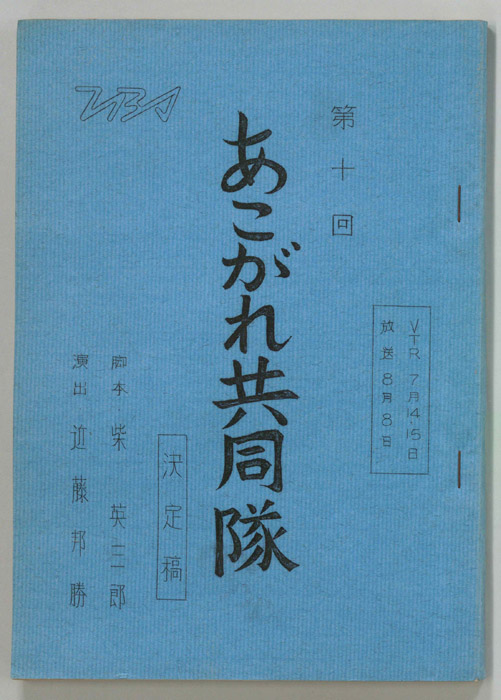 第十回
VTR 7月14・15日
放送 8月8日
あこがれ共同隊
決定稿
脚本・柴英三郎
演出 近藤邦勝